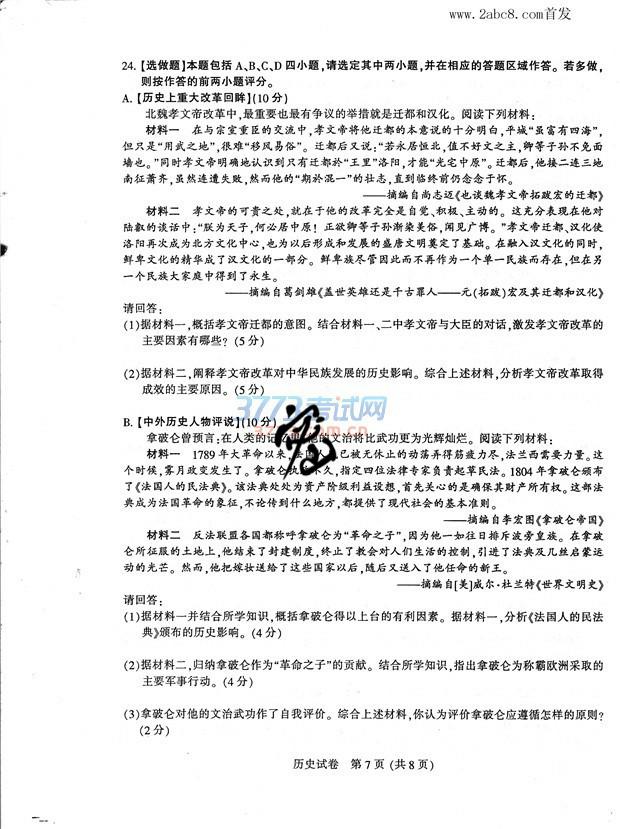 www.2abc8.com首发
24.【选做题】本题包括A、B、C、D四小题,请选定其中两小题,并在相应的答题区域作答。若多做,
则按作答的前两小题评分。
A.【历史上重大改革回眸】(10分)
北魏孝文帝改革中,最重要也最有争议的举措就是迁都和汉化。阅读下列材料:
材料一 在与宗室重臣的交流中,孝文帝将他迁都的本意说的十分明白,平城“虽富有四海”,
但只是“用武之地”,很难“移风易俗”。迁都后又说:“若永居恒北,值不好文之主,卿等子孙不免面
墙也。”同时孝文帝明确地认识到只有迁都於“王里”洛阳,才能“光宅中原”。迁都后,他接二连三地
南征萧齐,虽然连遭失败,然而他的“期於混一”的壮志,直到临终前仍念念于怀。
——摘编自尚志迈《也谈魏孝文帝拓跋宏的迁都》
材料二 孝文帝的可贵之处,就在于他的改革完全是自觉、积极、主动的。这充分表现在他对
陆叡的谈话中:“朕为天子,何必居中原!正欲卿等子孙渐染美俗,闻见广博。”孝文帝迁都、汉化使
洛阳再次成为北方文化中心,也为以后形成和发展的盛唐文明奠定了基础。在融入汉文化的同时,
鲜卑文化的精华成了汉文化的一部分。鲜卑族尽管因此而不再作为一个单一民族而存在,但在另
一个民族大家庭中得到了永生。
——摘编自葛剑雄《盖世英雄还是千古罪人——元(拓跋)宏及其迁都和汉化》
请回答:
(1)据材料一,概括孝文帝迁都的意图。结合材料一、二中孝文帝与大臣的对话,激发孝文帝改革的
主要因素有哪些?(5分)
(2)据材料二,阐释孝文帝改革对中华民族发展的历史影响。综合上述材料,分析孝文帝改革取得
成效的主要原因。(5分)
3773考试网
B.【中外历史人物评说】(10分)
拿破仑曾预言:在人类的记忆里,他的文治将比武功更为光辉灿烂。阅读下列材料:
材料一 1789年大革命以来,法国人已被无休止的动荡弄得筋疲力尽,法兰西需要力量。这
个时候,雾月政变发生了。拿破仑执政不久,指定四位法律专家负责起草民法。1804年拿破仑颁布
了《法国人的民法典》。该法典处处为资产阶级利益设想,首先关心的是确保其财产所有权。这部法
典成为法国革命的象征,不论传到什么地方,都提供了现代社会的基本准则。
——摘编自李宏图《拿破仑帝国》
材料二 反法联盟各国都称呼拿破仑为“革命之子”,因为他一如往日排斥波旁皇族。在拿破
仑所征服的土地上,他结束了封建制度,终止了教会对人们生活的控制,引进了法典及几丝启蒙运
动的光芒。然而,他把嫁妆送给了这些国家以后,随后又送入了他任命的新王。
——摘编自[美]威尔·杜兰特《世界文明史》
请回答:
(1)据材料一并结合所学知识,概括拿破仑得以上台的有利因素。据材料一,分析《法国人的民法
典》颁布的历史影响。(4分)
(2)据材料二,归纳拿破仑作为“革命之子”的贡献。结合所学知识,指出拿破仑为称霸欧洲采取的
主要军事行动。(4分)
(3)拿破仑对他的文治武功作了自我评价。综合上述材料,你认为评价拿破仑应遵循怎样的原则?
(2分)
历史试卷 第7页(共8页)